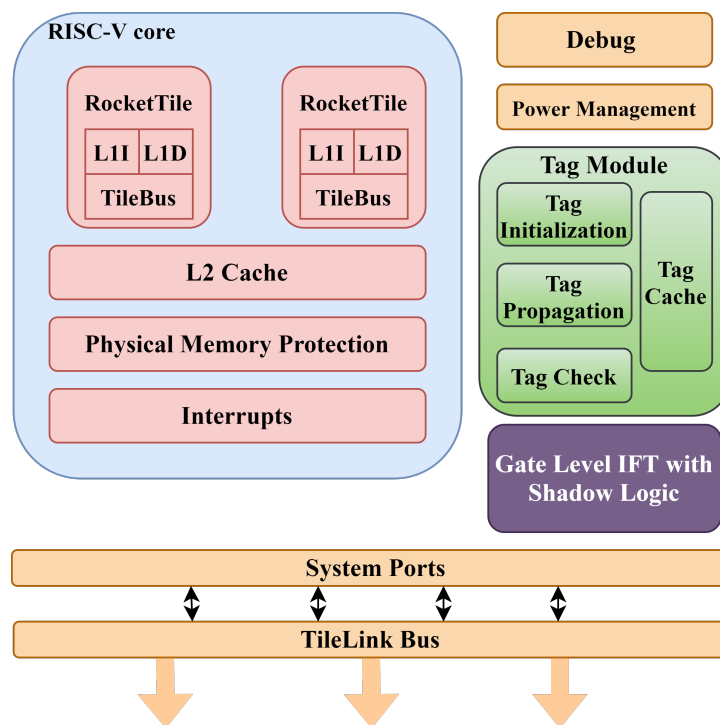 RISC-V core
RocketTile
L1I L1D
TileBus
RocketTile
L1I L1D
TileBus
L2 Cache
Physical Memory Protection
Interrupts
Debug
Power Management
Tag Module
Tag
Initialization
Tag
Propagation
Tag Check
Tag
Cache
Gate Level IFT with
Shadow Logic
System Ports
TileLink Bus